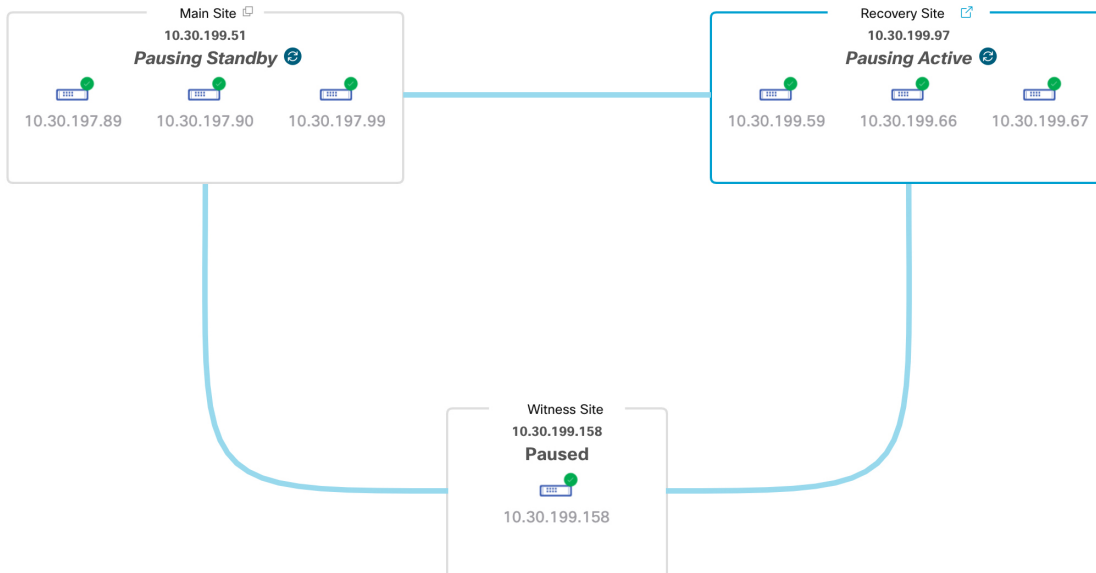 Main Site
10.30.199.51
Pausing Standby
10.30.197.89 10.30.197.90 10.30.197.99
Recovery Site
10.30.199.97
Pausing Active
10.30.199.59 10.30.199.66 10.30.199.67
Witness Site
10.30.199.158
Paused
10.30.199.158